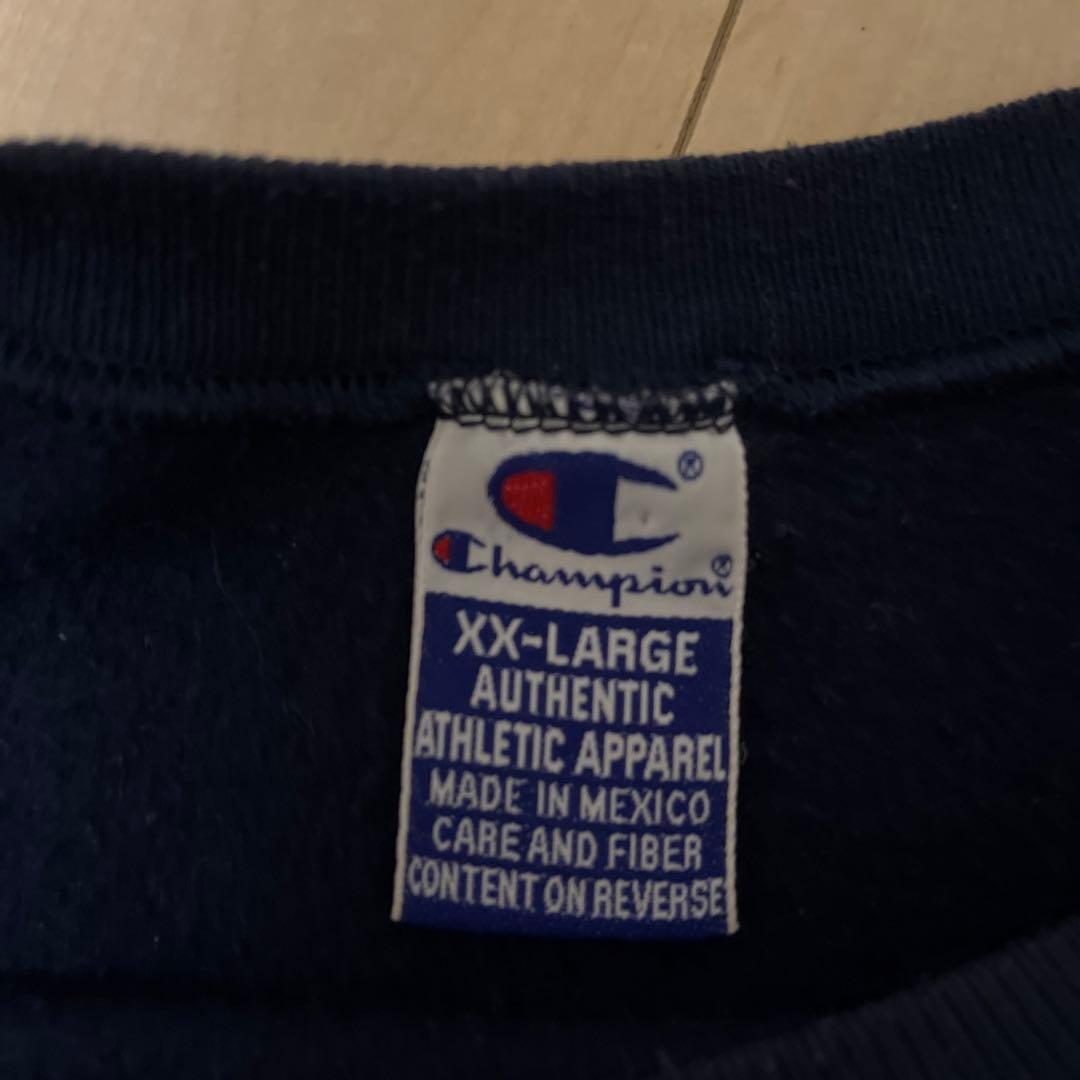 ®
Champion®
XX-LARGE
AUTHENTIC
ATHLETIC APPAREL
MADE IN MEXICO
CARE AND FIBER
CONTENT ON REVERSE